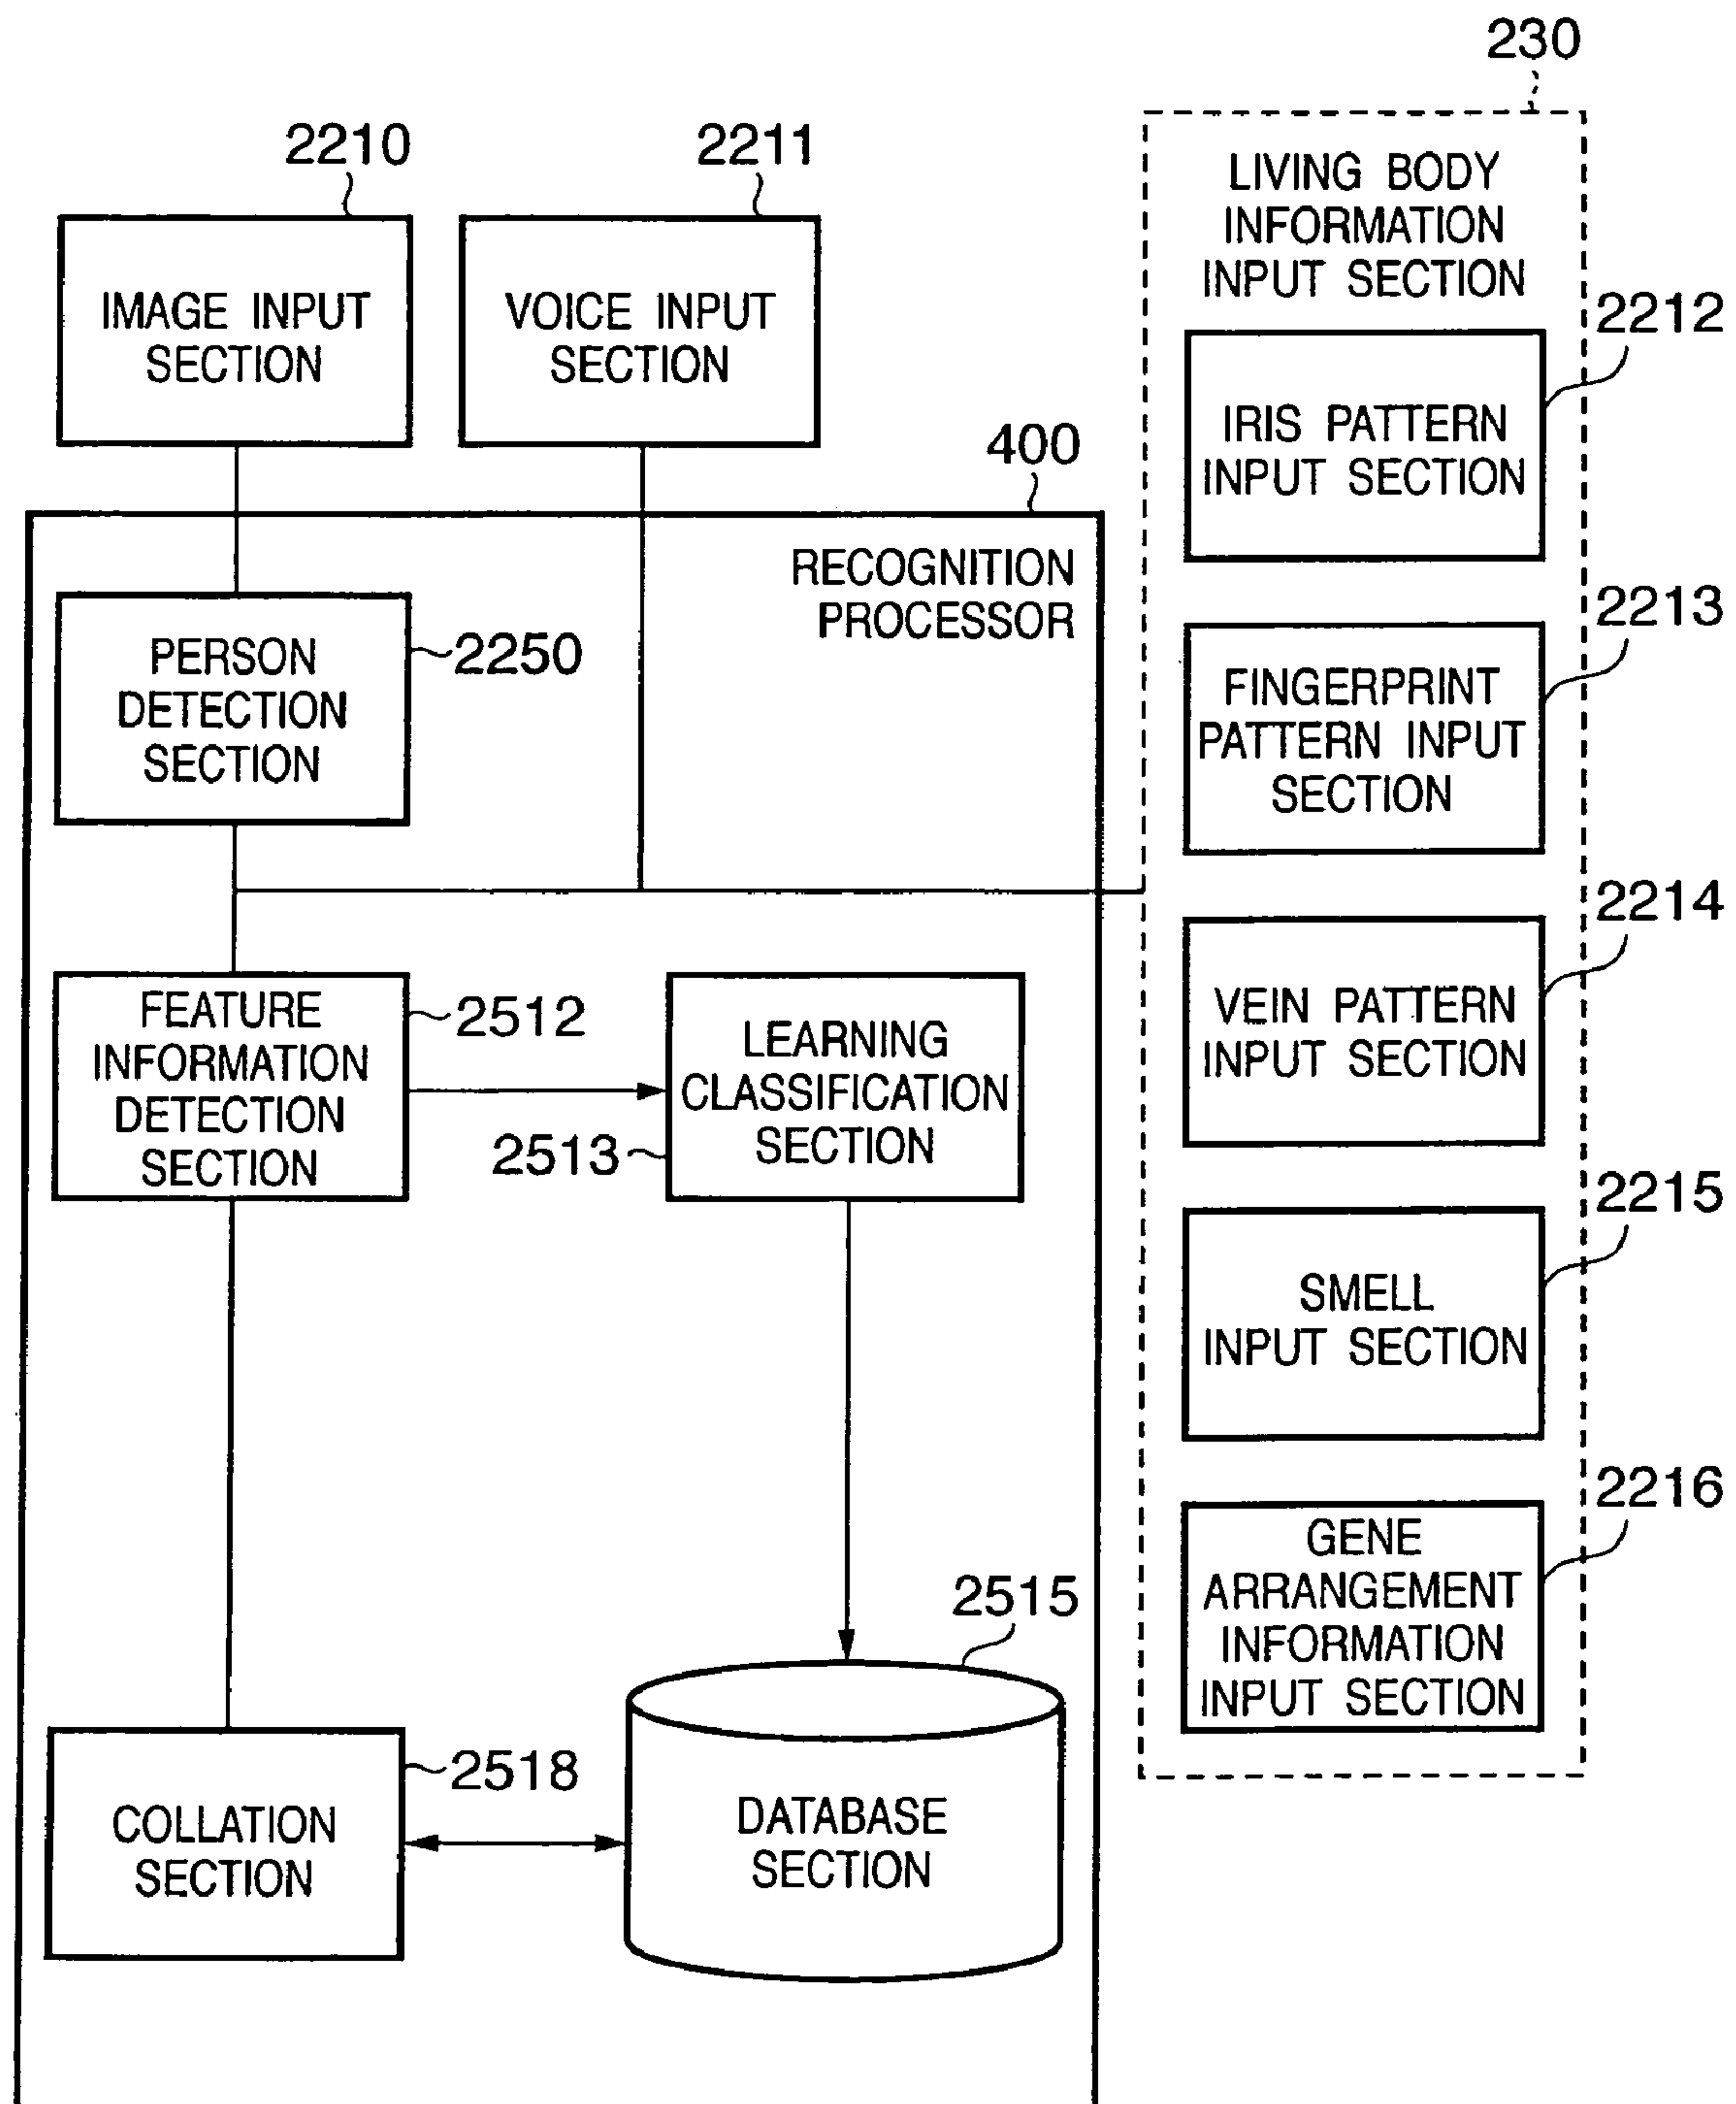 230
2210
2211
LIVING BODY
INFORMATION
INPUT SECTION
IMAGE INPUT
SECTION
VOICE INPUT
SECTION
2212
IRIS PATTERN
INPUT SECTION
400
RECOGNITION
PROCESSOR
2213
PERSON
DETECTION
SECTION
2250
FINGERPRINT
PATTERN INPUT
SECTION
2214
VEIN PATTERN
INPUT SECTION
FEATURE
INFORMATION
DETECTION
SECTION
2512
LEARNING
CLASSIFICATION
SECTION
2513
2215
SMELL
INPUT SECTION
2216
GENE
ARRANGEMENT
INFORMATION
INPUT SECTION
2515
2518
COLLATION
SECTION
DATABASE
SECTION